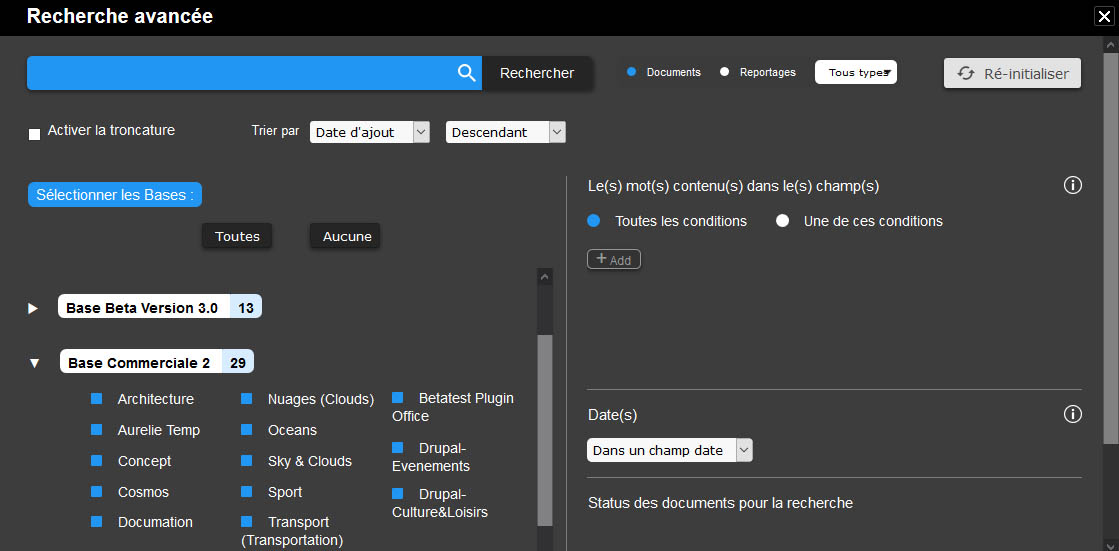 Recherche avancée
Rechercher
Documents
Reportages
Tous types
Ré-initialiser
Activer la troncature
Trier par
Date d'ajout
Descendant
Sélectionner les Bases :
Toutes
Aucune
Base Beta Version 3.0 13
Base Commerciale 2 29
Architecture
Aurelie Temp
Concept
Cosmos
Documation
Nuages (Clouds)
Oceans
Sky & Clouds
Sport
Transport
(Transportation)
Betatest Plugin
Office
Drupal-
Evenements
Drupal-
Culture&Loisirs
Le(s) mot(s) contenu(s) dans le(s) champ(s)
Toutes les conditions
Une de ces conditions
+ Add
Date(s)
Dans un champ date
Status des documents pour la recherche